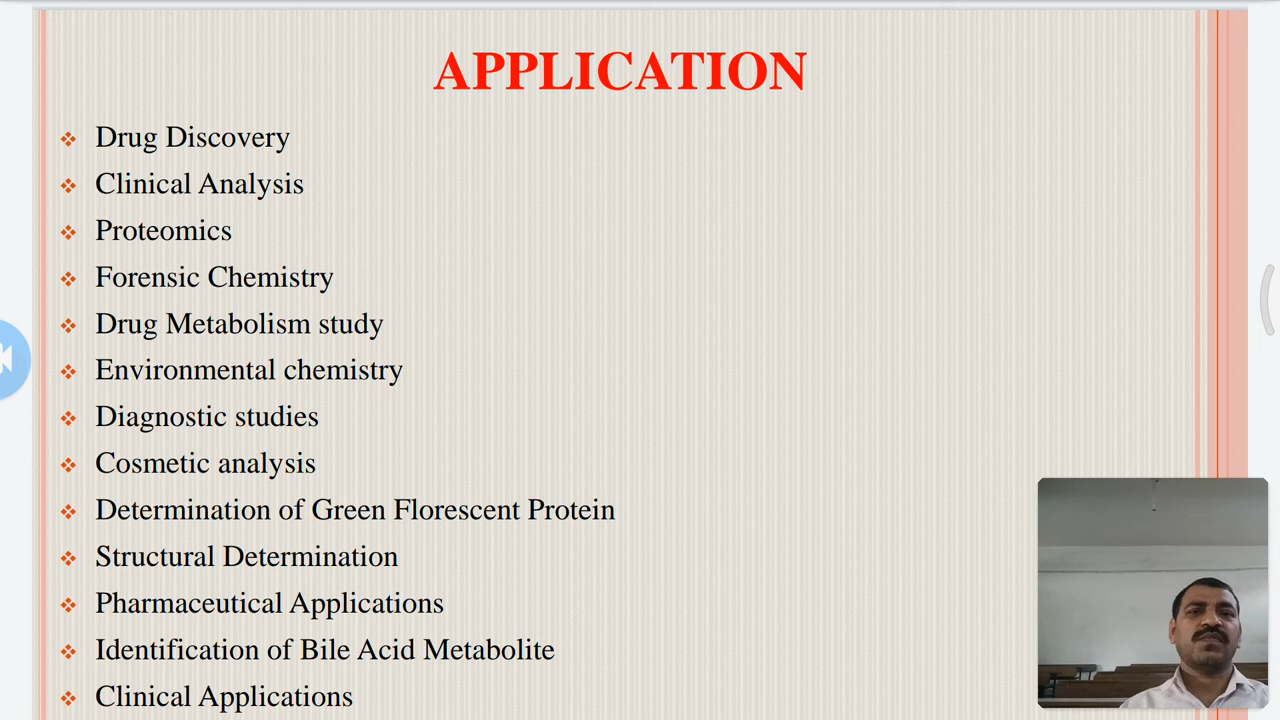 APPLICATION
Drug Discovery
Clinical Analysis
Proteomics
Forensic Chemistry
Drug Metabolism study
Environmental chemistry
Diagnostic studies
Cosmetic analysis
Determination of Green Florescent Protein
Structural Determination
Pharmaceutical Applications
Identification of Bile Acid Metabolite
Clinical Applications